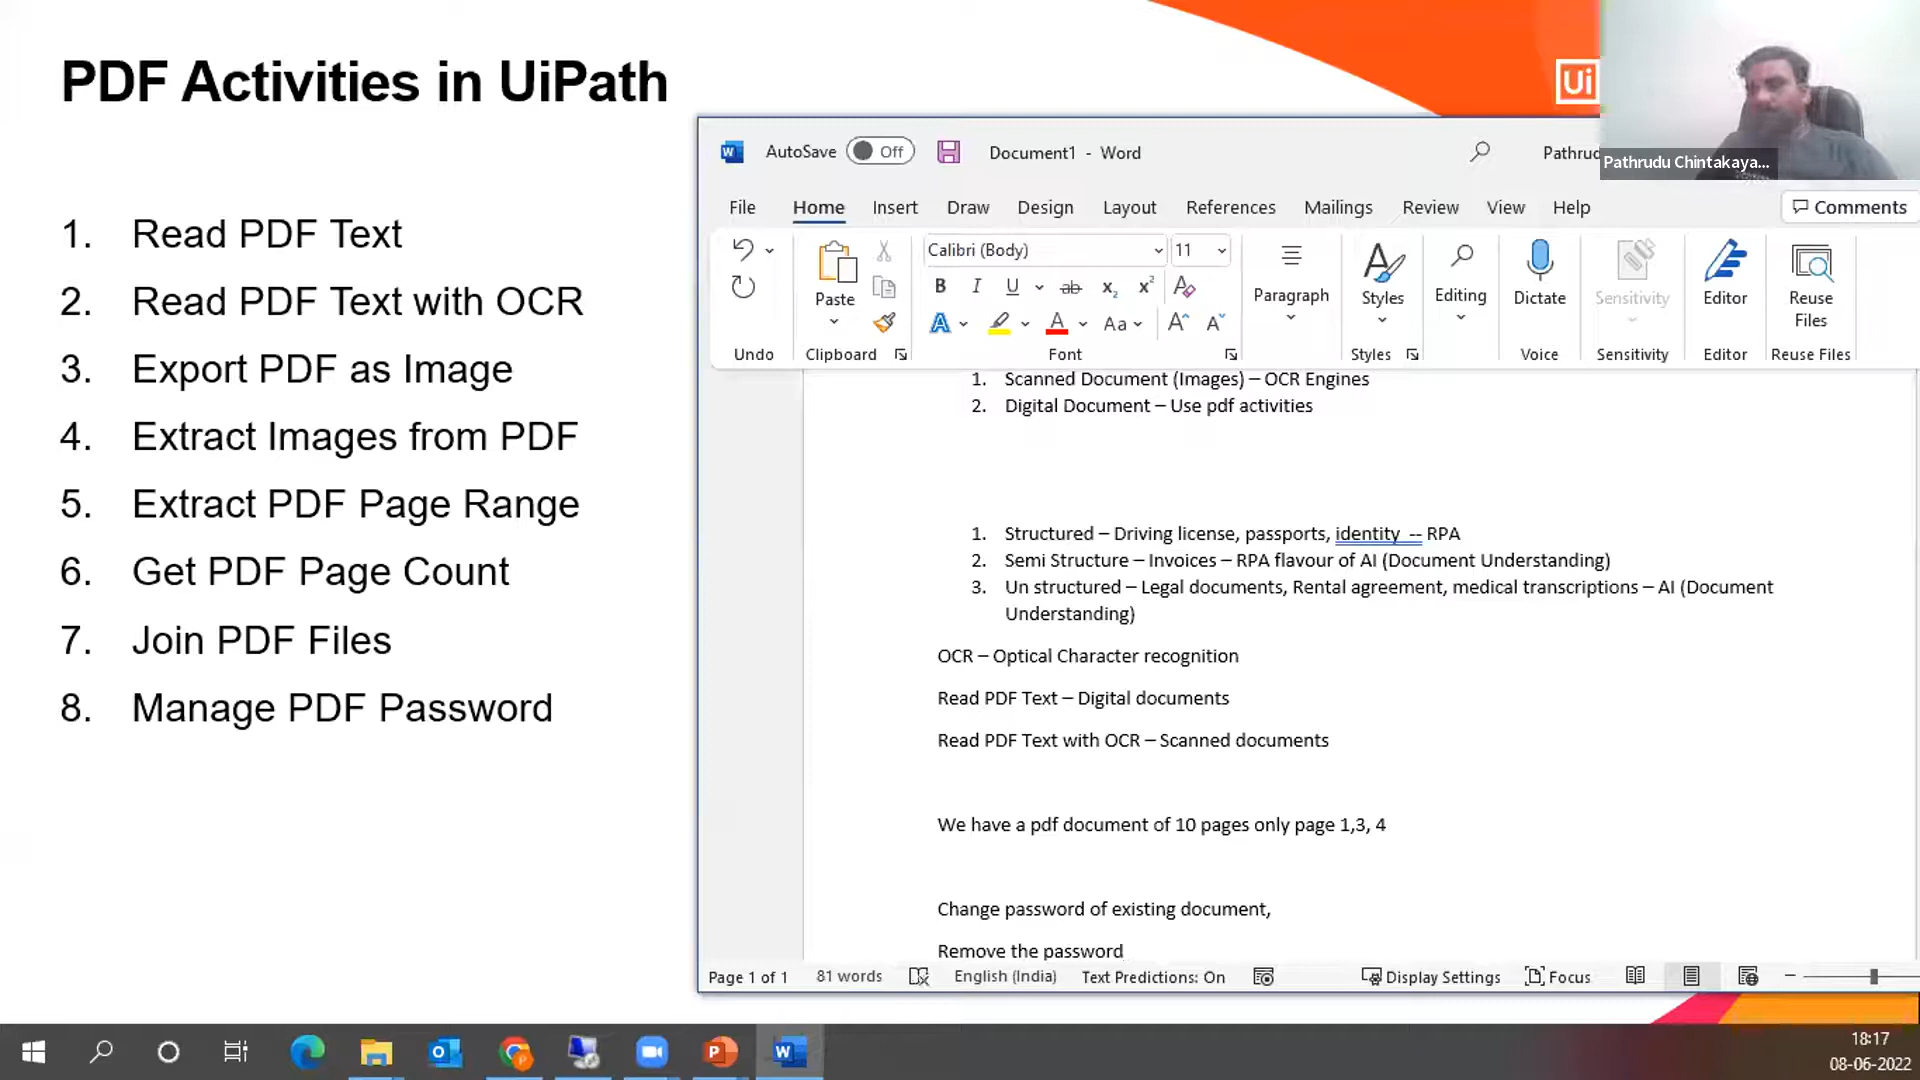 PDF Activities in UiPath
1. Read PDF Text
2. Read PDF Text with OCR
3. Export PDF as Image
4. Extract Images from PDF
5. Extract PDF Page Range
6. Get PDF Page Count
7. Join PDF Files
8. Manage PDF Password
Ui
Pathrudu Chintakaya...
AutoSave Off Document1 - Word Pathruc
File Home Insert Draw Design Layout References Mailings Review View Help Comments
Calibri (Body) 11
Paste Paragraph Styles Editing Dictate Sensitivity Editor Reuse Files
B I U ab x₂ x²
A A Aa A A
Undo Clipboard Font Styles Voice Sensitivity Editor Reuse Files
1. Scanned Document (Images) – OCR Engines
2. Digital Document – Use pdf activities
1. Structured – Driving license, passports, identity -- RPA
2. Semi Structure – Invoices – RPA flavour of AI (Document Understanding)
3. Un structured – Legal documents, Rental agreement, medical transcriptions – AI (Document
Understanding)
OCR – Optical Character recognition
Read PDF Text – Digital documents
Read PDF Text with OCR – Scanned documents
We have a pdf document of 10 pages only page 1,3, 4
Change password of existing document,
Remove the password
Page 1 of 1 81 words English (India) Text Predictions: On Display Settings Focus
18:17
08-06-2022